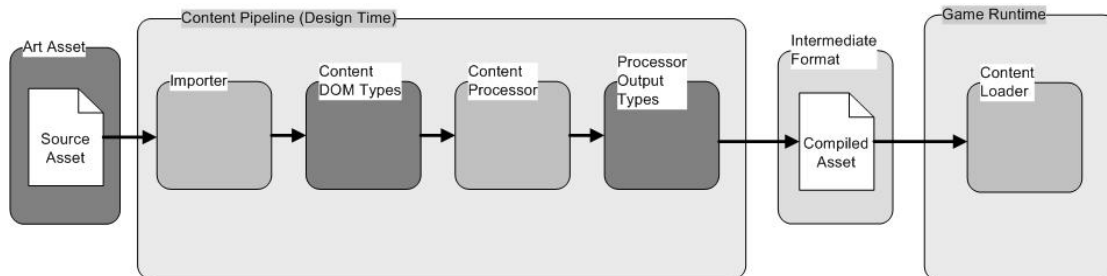 Content Pipeline (Design Time)
Game Runtime
Art Asset
Source
Asset
Importer
Content
DOM Types
Content
Processor
Processor
Output
Types
Intermediate
Format
Compiled
Asset
Content
Loader